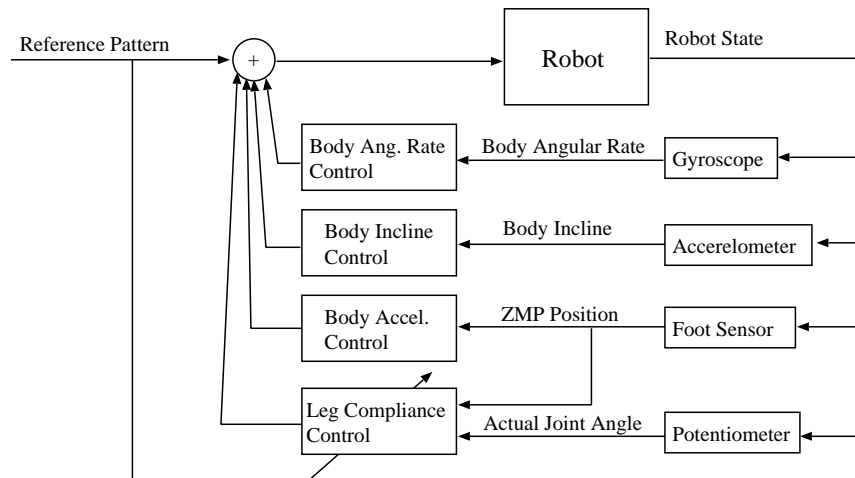 Reference Pattern
+
Robot
Robot State
Body Ang. Rate
Control
Body Angular Rate
Gyroscope
Body Incline
Control
Body Incline
Accerelometer
Body Accel.
Control
ZMP Position
Foot Sensor
Leg Compliance
Control
Actual Joint Angle
Potentiometer